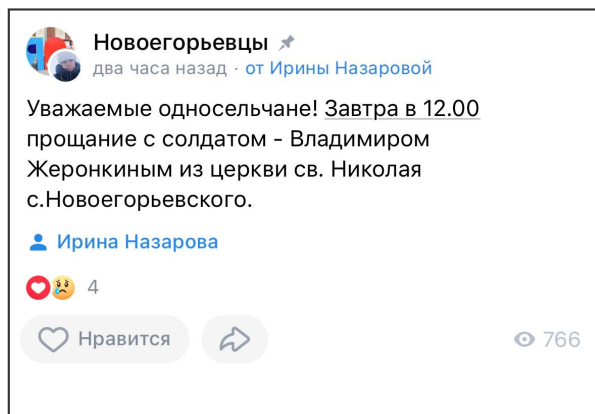 Новоегорьевцы
два часа назад · от Ирины Назаровой
Уважаемые односельчане! Завтра в 12.00
прощание с солдатом - Владимиром
Жеронкиным из церкви св. Николая
с.Новоегорьевского.
Ирина Назарова
4
Нравится
766